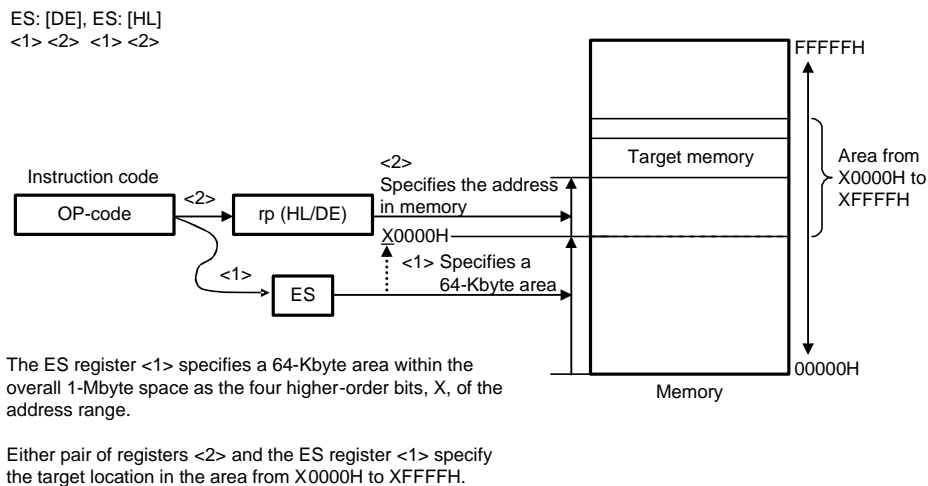 ES: [DE], ES: [HL]
<1> <2> <1> <2>
FFFFFH
Target memory
Area from
X0000H to
XFFFFH
Instruction code
OP-code
<2>
rp (HL/DE)
<2>
Specifies the address
in memory
X0000H
<1>
ES
<1> Specifies a
64-Kbyte area
00000H
Memory
The ES register <1> specifies a 64-Kbyte area within the
overall 1-Mbyte space as the four higher-order bits, X, of the
address range.
Either pair of registers <2> and the ES register <1> specify
the target location in the area from X0000H to XFFFFH.